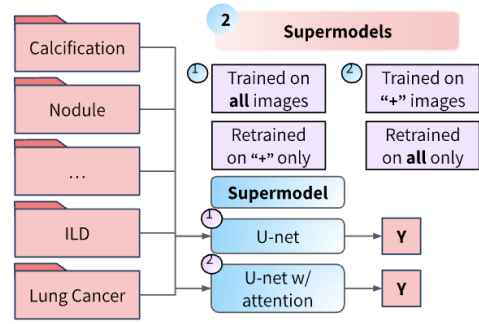 2
Supermodels
Calcification
Nodule
...
ILD
Lung Cancer
1
Trained on
all images
Retrained
on “+” only
2
Trained on
“+” images
Retrained
on all only
Supermodel
1
U-net
Y
2
U-net w/
attention
Y